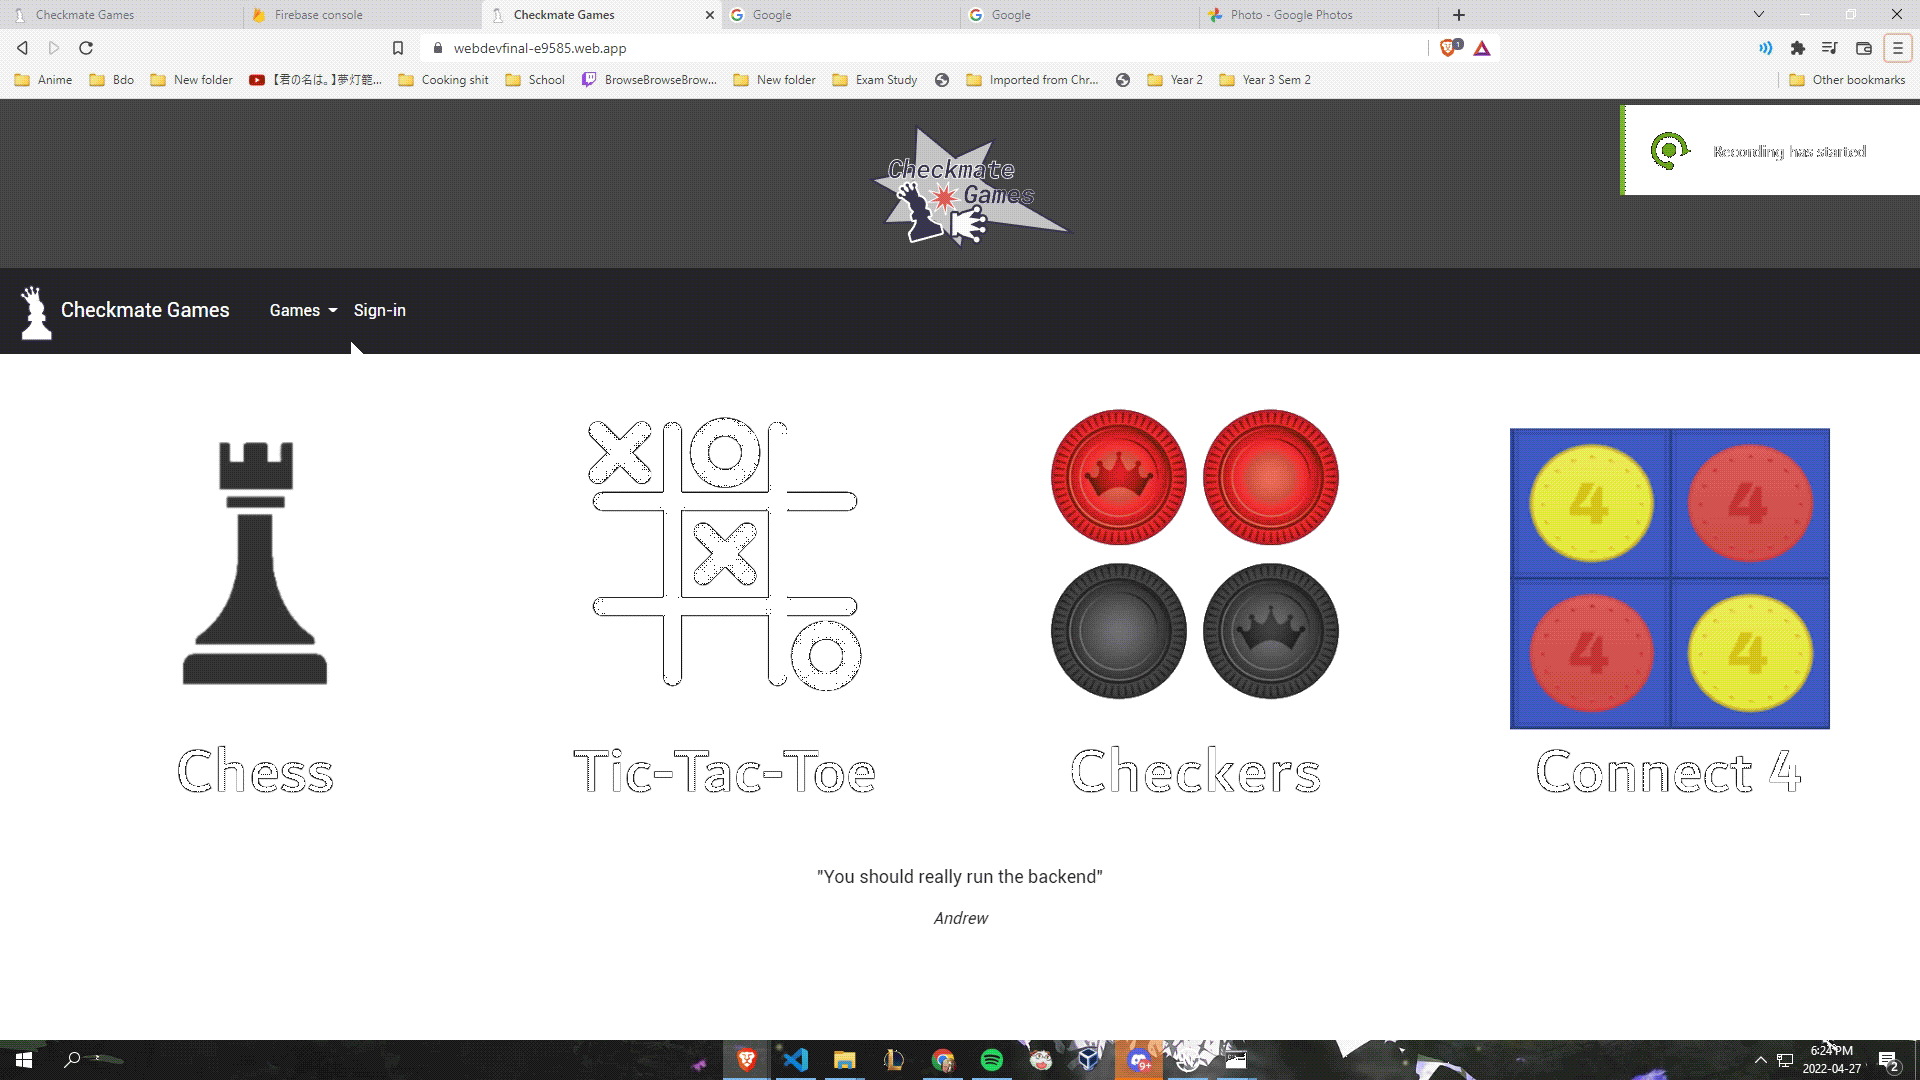 Checkmate Games
Firebase console
Checkmate Games
Google
Google
Photo - Google Photos
webdevfinal-e9585.web.app
1
Anime
Bdo
New folder
【君の名は。】夢灯籠...
Cooking shit
School
BrowseBrowseBrow...
New folder
Exam Study
Imported from Chr...
Year 2
Year 3 Sem 2
Other bookmarks
Checkmate
Games
Recording has started
Checkmate Games
Games
Sign-in
4 4
4 4
Chess
Tic-Tac-Toe
Checkers
Connect 4
"You should really run the backend"
Andrew
9+
6:24 PM
2022-04-27
2